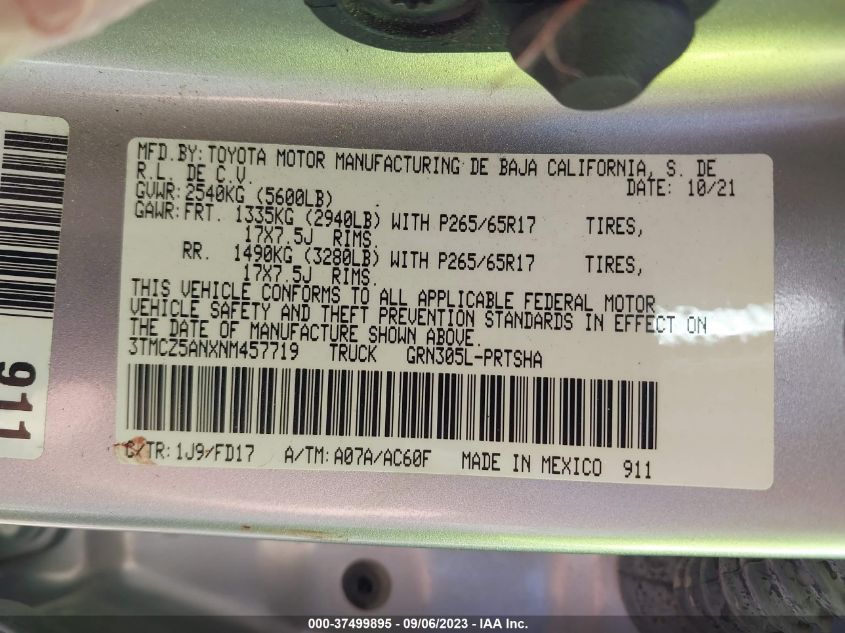 MFD.BY: TOYOTA MOTOR MANUFACTURING DE BAJA CALIFORNIA, S. DE
R.L. DE C.V. DATE: 10/21
GVWR: 2540KG (5600LB)
GAWR: FRT. 1335KG (2940LB) WITH P265/65R17 TIRES,
17X7.5J RIMS.
RR. 1490KG (3280LB) WITH P265/65R17 TIRES,
17X7.5J RIMS.
THIS VEHICLE CONFORMS TO ALL APPLICABLE FEDERAL MOTOR
VEHICLE SAFETY AND THEFT PREVENTION STANDARDS IN EFFECT ON
THE DATE OF MANUFACTURE SHOWN ABOVE.
3TMCZ5ANXNM457719 TRUCK GRN305L-PRTSHA
C/TR: 1J9/FD17 A/TM: A07A/AC60F MADE IN MEXICO 911
911
000-37499895 - 09/06/2023 - IAA Inc.